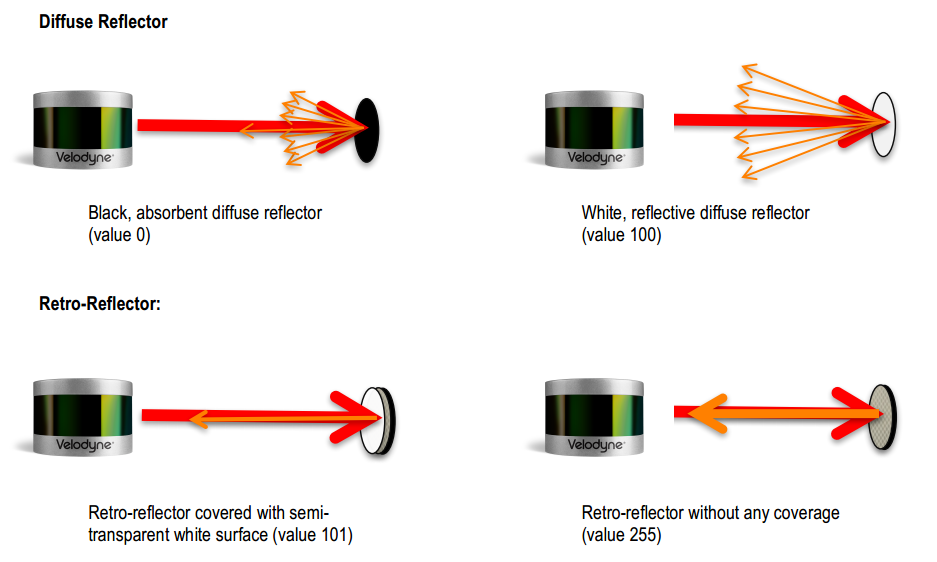 Diffuse Reflector
Velodyne®
Velodyne®
Black, absorbent diffuse reflector
(value 0)
White, reflective diffuse reflector
(value 100)
Retro-Reflector:
Velodyne®
Velodyne®
Retro-reflector covered with semi-
transparent white surface (value 101)
Retro-reflector without any coverage
(value 255)